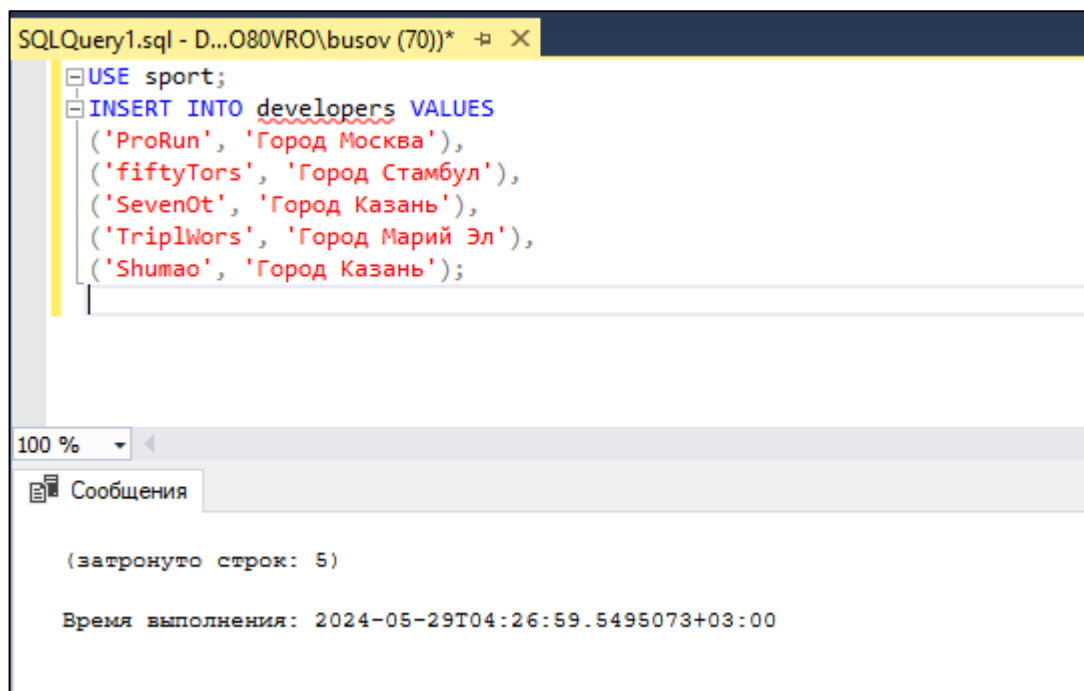 SQLQuery1.sql - D...O80VRO\busov (70))*
USE sport;
INSERT INTO developers VALUES
('ProRun', 'Город Москва'),
('fiftyTors', 'Город Стамбул'),
('SevenOt', 'Город Казань'),
('TriplWors', 'Город Марий Эл'),
('Shumao', 'Город Казань');
100 %
Сообщения
(затронуто строк: 5)
Время выполнения: 2024-05-29T04:26:59.5495073+03:00